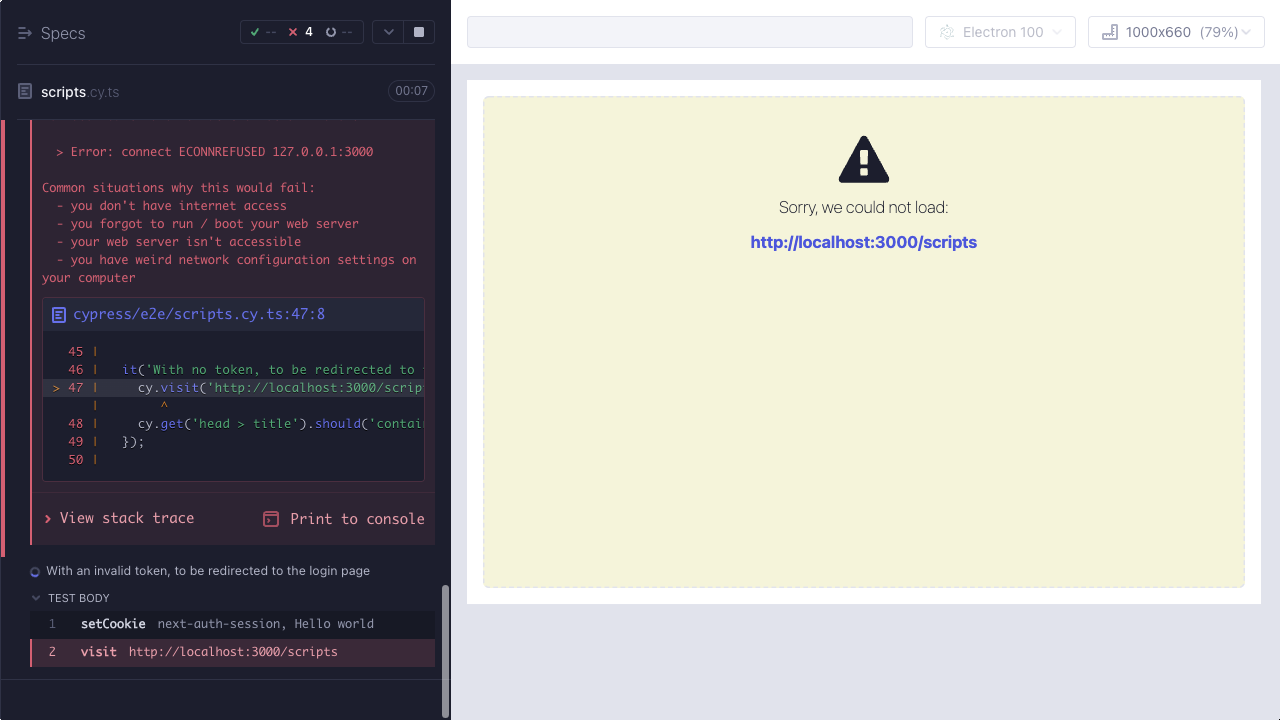 Specs
-- 4 --
scripts.cy.ts
00:07
> Error: connect ECONNREFUSED 127.0.0.1:3000
Common situations why this would fail:
- you don't have internet access
- you forgot to run / boot your web server
- your web server isn't accessible
- you have weird network configuration settings on
your computer
cypress/e2e/scripts.cy.ts:47:8
45 |
46 | it('With no token, to be redirected to
> 47 | cy.visit('http://localhost:3000/scrip
| ^
48 | cy.get('head > title').should('contai
49 | });
50 |
View stack trace
Print to console
With an invalid token, to be redirected to the login page
TEST BODY
1 setCookie next-auth-session, Hello world
2 visit http://localhost:3000/scripts
Electron 100
1000x660 (79%)
Sorry, we could not load:
http://localhost:3000/scripts